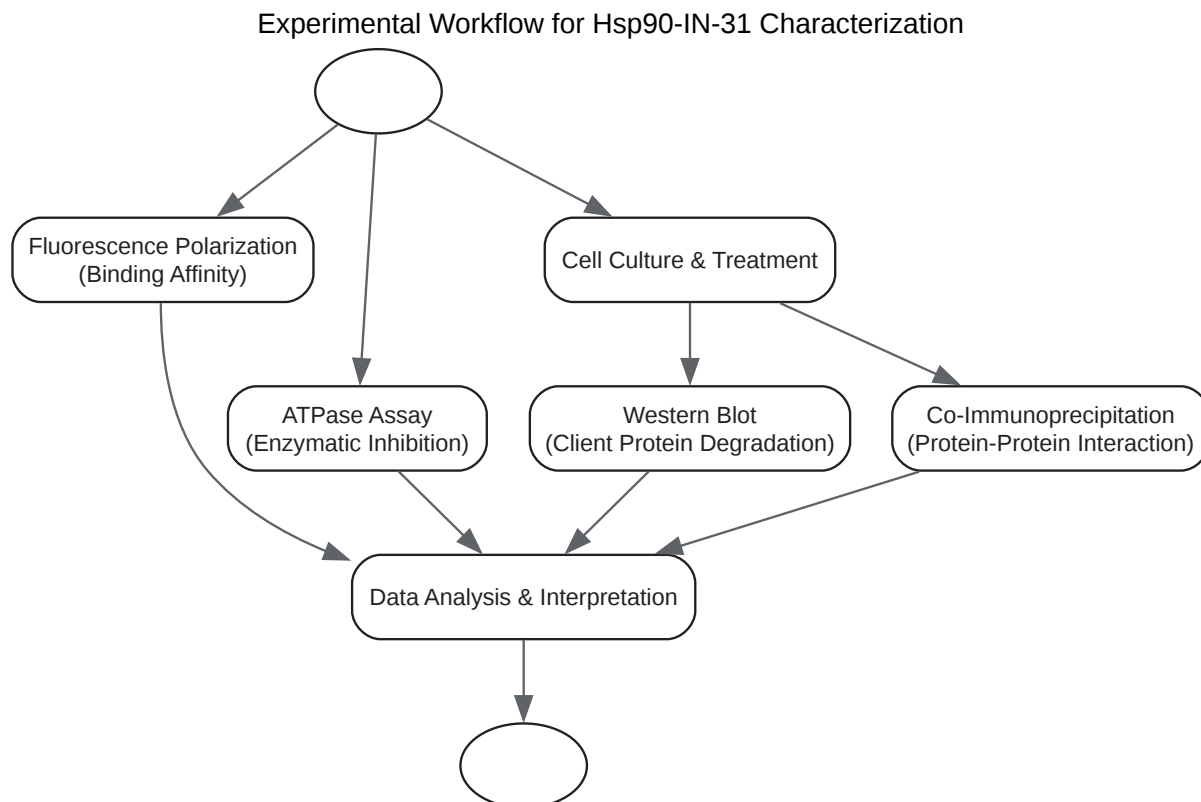 Experimental Workflow for Hsp90-IN-31 Characterization
Fluorescence Polarization
(Binding Affinity)
Cell Culture & Treatment
ATPase Assay
(Enzymatic Inhibition)
Western Blot
(Client Protein Degradation)
Co-Immunoprecipitation
(Protein-Protein Interaction)
Data Analysis & Interpretation